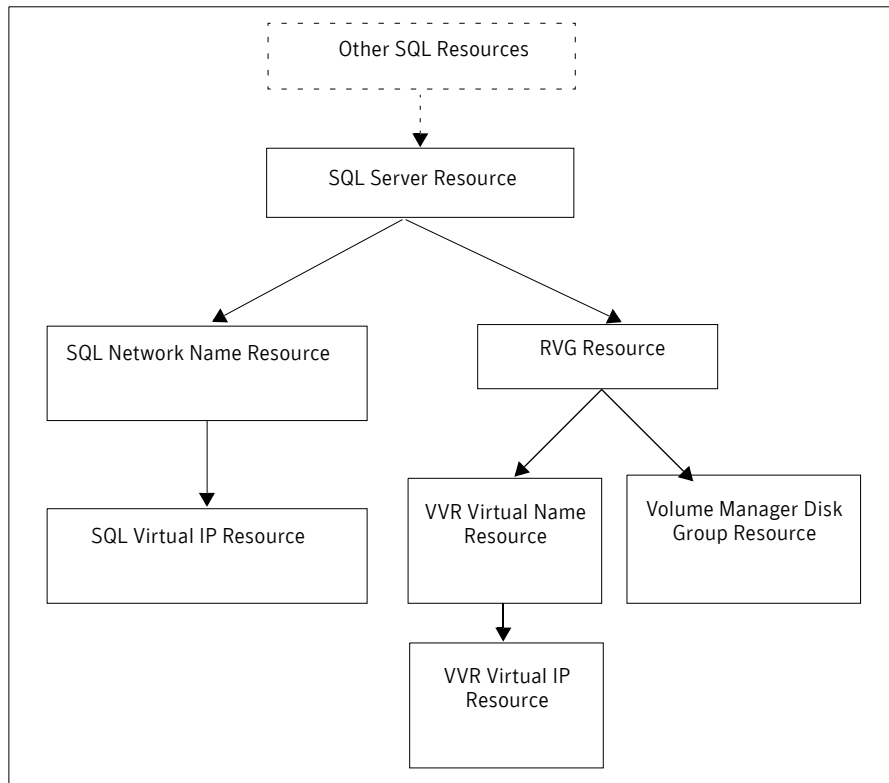 Other SQL Resources
SQL Server Resource
SQL Network Name Resource
RVG Resource
VVR Virtual Name
Resource
Volume Manager Disk
Group Resource
SQL Virtual IP Resource
VVR Virtual IP
Resource